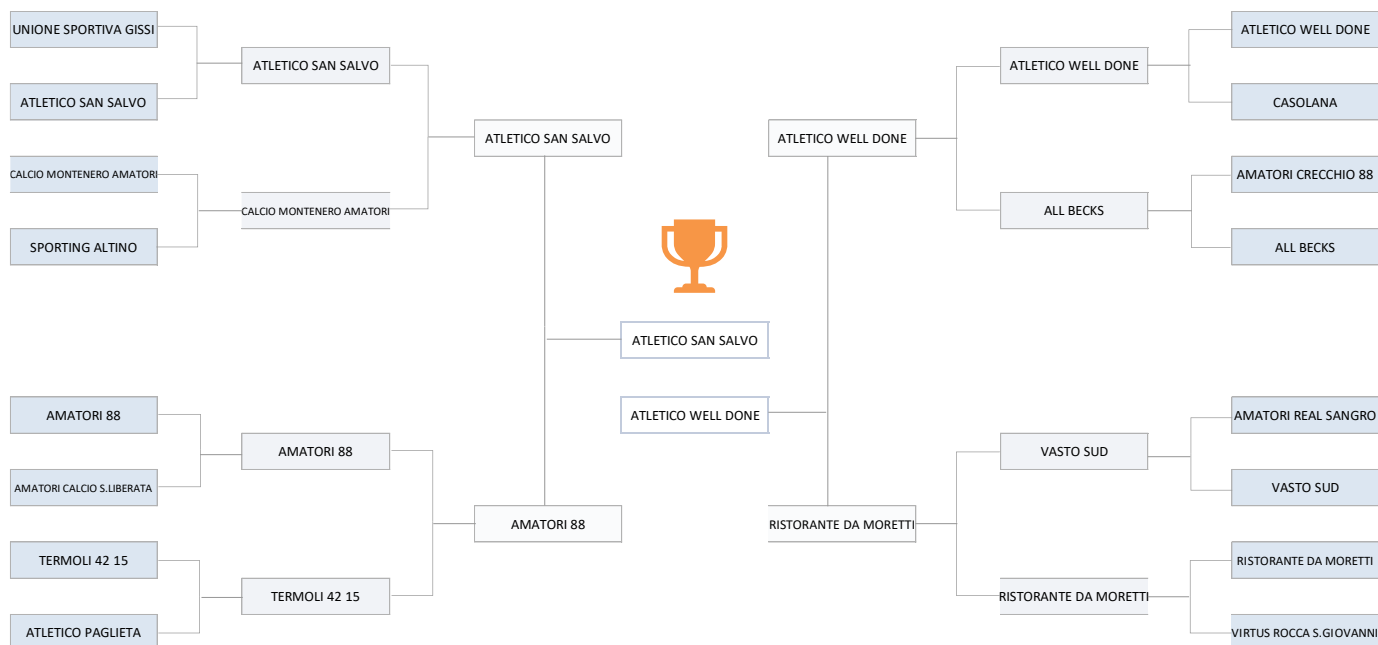 UNIONE SPORTIVA GISSI
ATLETICO SAN SALVO
ATLETICO SAN SALVO
CALCIO MONTENERO AMATORI
SPORTING ALTINO
CALCIO MONTENERO AMATORI
ATLETICO SAN SALVO
AMATORI 88
AMATORI CALCIO S.LIBERATA
AMATORI 88
TERMOLI 42 15
ATLETICO PAGLIETA
TERMOLI 42 15
AMATORI 88
ATLETICO SAN SALVO
ATLETICO WELL DONE
ATLETICO WELL DONE
RISTORANTE DA MORETTI
ATLETICO WELL DONE
ALL BECKS
VASTO SUD
RISTORANTE DA MORETTI
ATLETICO WELL DONE
CASOLANA
AMATORI CRECCHIO 88
ALL BECKS
AMATORI REAL SANGRO
VASTO SUD
RISTORANTE DA MORETTI
VIRTUS ROCCA S.GIOVANNI